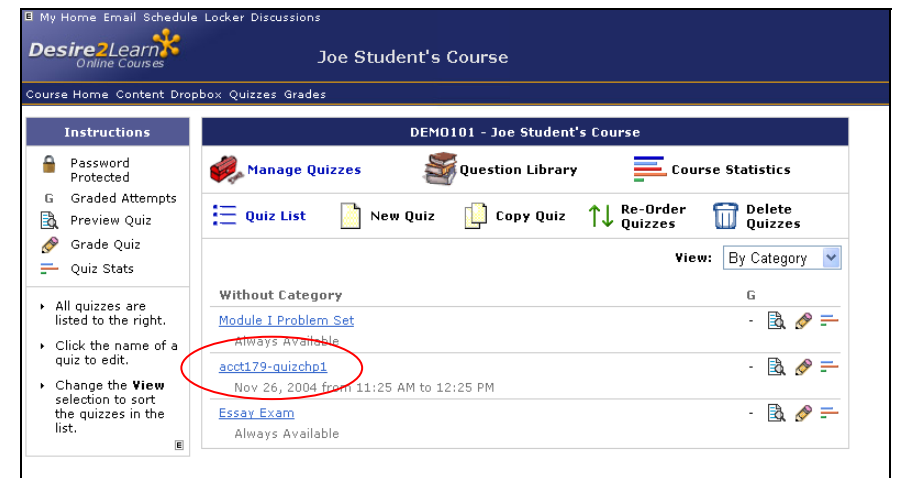 E My Home Email Schedule Locker Discussions
Desire2Learn
Online Courses
Joe Student's Course
Course Home Content Dropbox Quizzes Grades
Instructions
Password
Protected
G Graded Attempts
Preview Quiz
Grade Quiz
Quiz Stats
All quizzes are
listed to the right.
Click the name of a
quiz to edit.
Change the View
selection to sort
the quizzes in the
list.
E
DEMO101 - Joe Student's Course
Manage Quizzes Question Library Course Statistics
Quiz List New Quiz Copy Quiz Re-Order Quizzes Delete Quizzes
View: By Category
Without Category G
Module I Problem Set -
Always Available
acct179-quizchp1 -
Nov 26, 2004 from 11:25 AM to 12:25 PM
Essay Exam -
Always Available